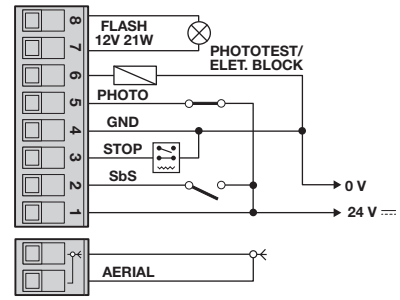 8
FLASH
12V 21W
7
PHOTOTEST/
ELET. BLOCK
6
PHOTO
5
GND
4
STOP
3
SbS
2
0 V
1
24 V
AERIAL